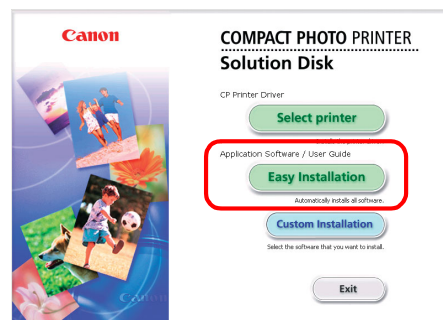 Canon
COMPACT PHOTO PRINTER
Solution Disk
CP Printer Driver
Select printer
Application Software / User Guide
Easy Installation
Automatically installs all software.
Custom Installation
Select the software that you want to install.
Exit
Canon